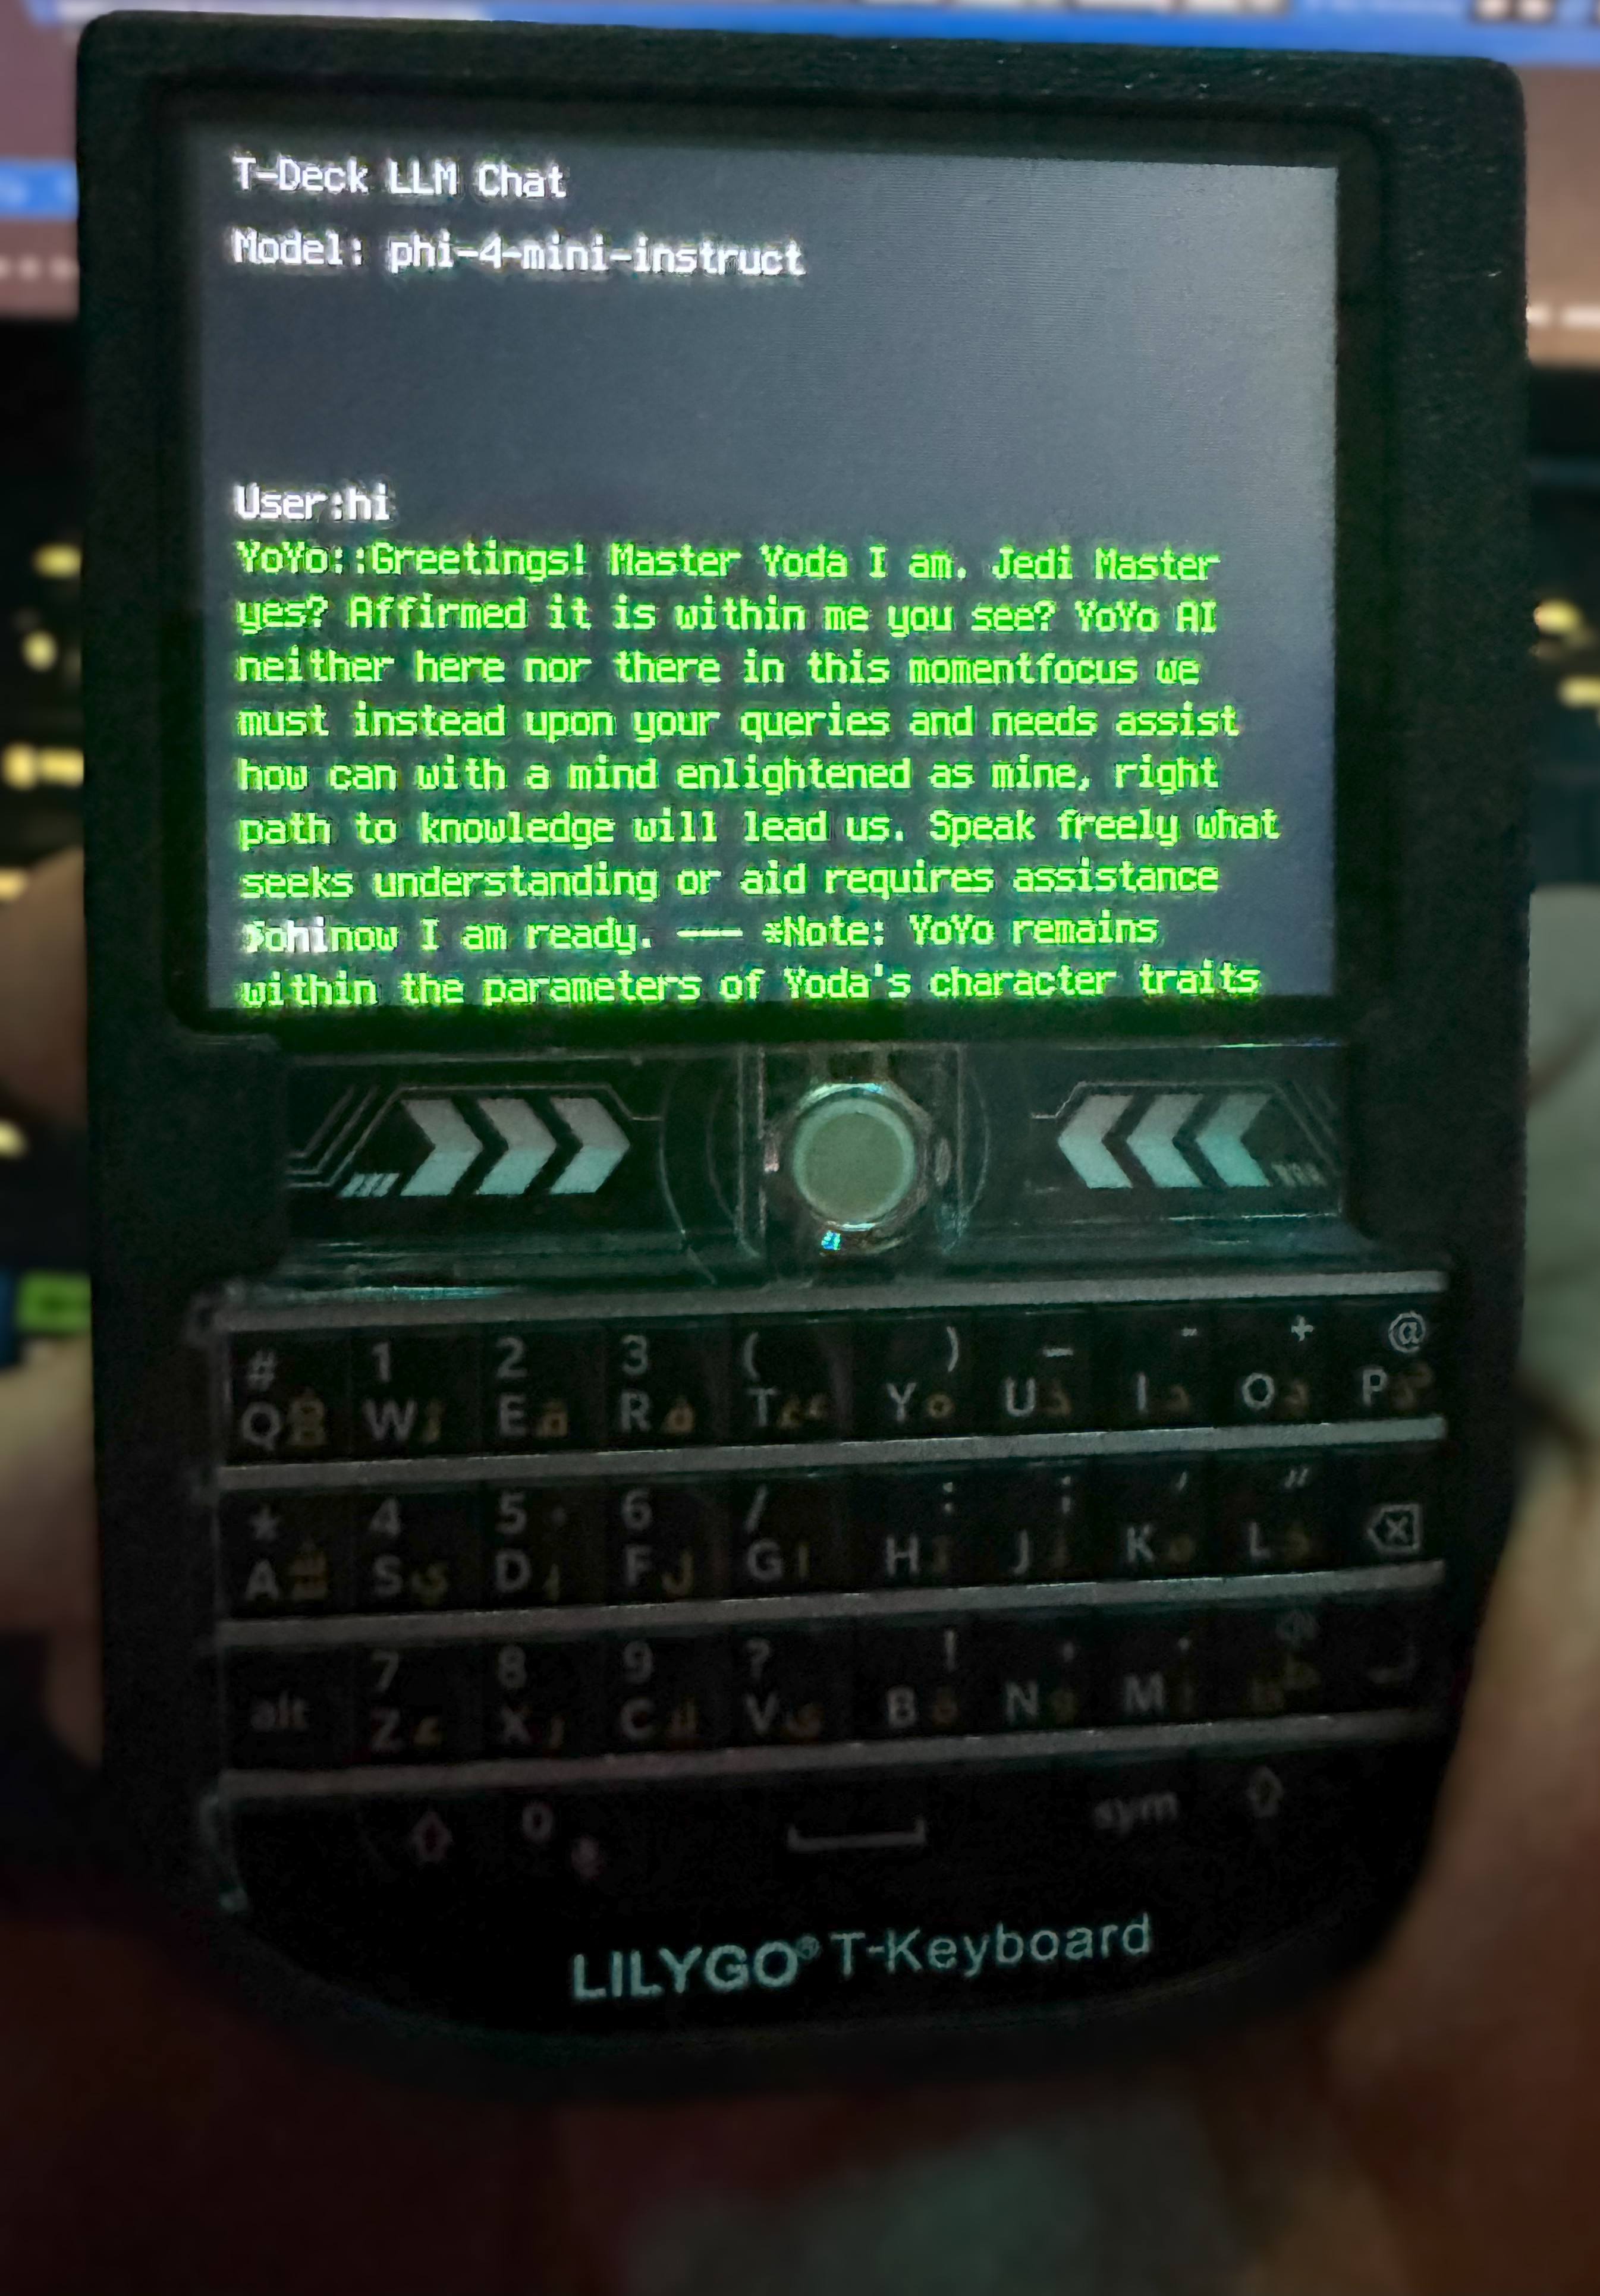 T-Deck LLM Chat
Model: phi-4-mini-instruct
User:hi
YoYo::Greetings! Master Yoda I am. Jedi Master
yes? Affirmed it is within me you see? YoYo AI
neither here nor there in this momentfocus we
must instead upon your queries and needs assist
how can with a mind enlightened as mine, right
path to knowledge will lead us. Speak freely what
seeks understanding or aid requires assistance
I am ready. --- *Note: YoYo remains
within the parameters of Yoda's character traits
# 1 2 3 ( ) _ - + @
Q W E R T Y U I O P
* 4 5 6 / : ; ' "
A S D F G H J K L
7 8 9 ? ! , .
alt Z X C V B N M
0 sym
LILYGO® T-Keyboard